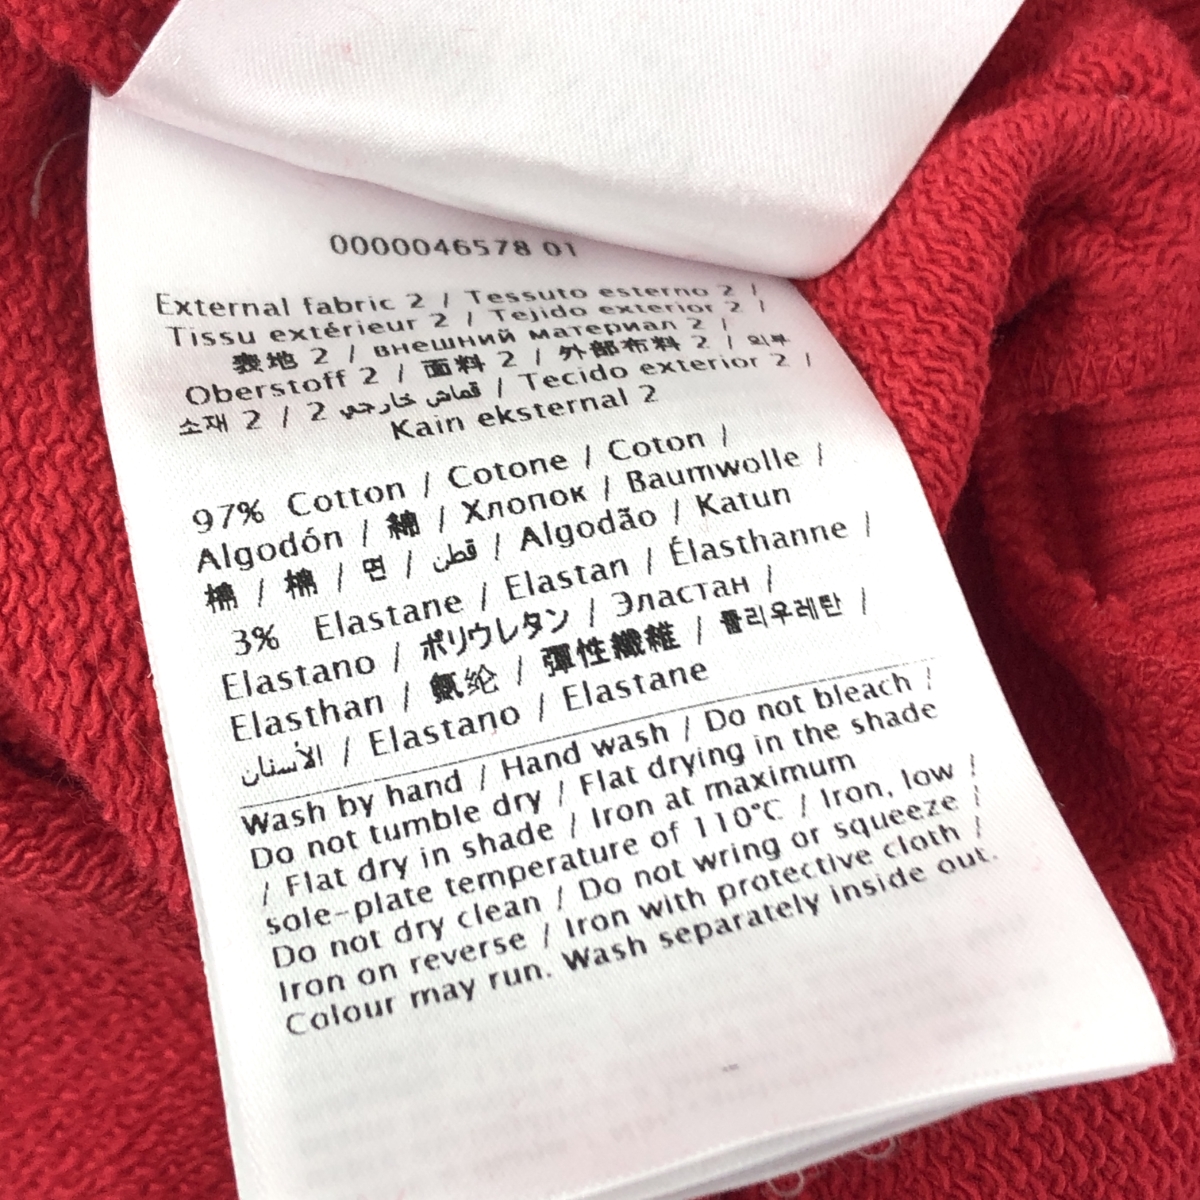 0000046578 01
External fabric 2 / Tessuto esterno 2 /
Tissu extérieur 2 / Tejido exterior 2 /
表地 2 / внешний материал 2 /
Oberstoff 2 / 面料 2 / 外部布料 2 / 외부
소재 2 / 2 قماش خارجي / Tecido exterior 2 /
Kain eksternal 2
97% Cotton / Cotone / Coton /
Algodón / 綿 / Хлопок / Baumwolle /
棉 / 棉 / 면 / قطن / Algodão / Katun
3% Elastane / Elastan / Élasthanne /
Elastano / ポリウレタン / Эластан /
Elasthan / 氨纶 / 彈性纖維 / 폴리우레탄 /
الأستان / Elastano / Elastane
Wash by hand / Hand wash / Do not bleach /
Do not tumble dry / Flat drying in the shade
/ Flat dry in shade / Iron at maximum
sole-plate temperature of 110°C / Iron, low /
Do not dry clean / Do not wring or squeeze /
Iron on reverse / Iron with protective cloth /
Colour may run. Wash separately inside out.